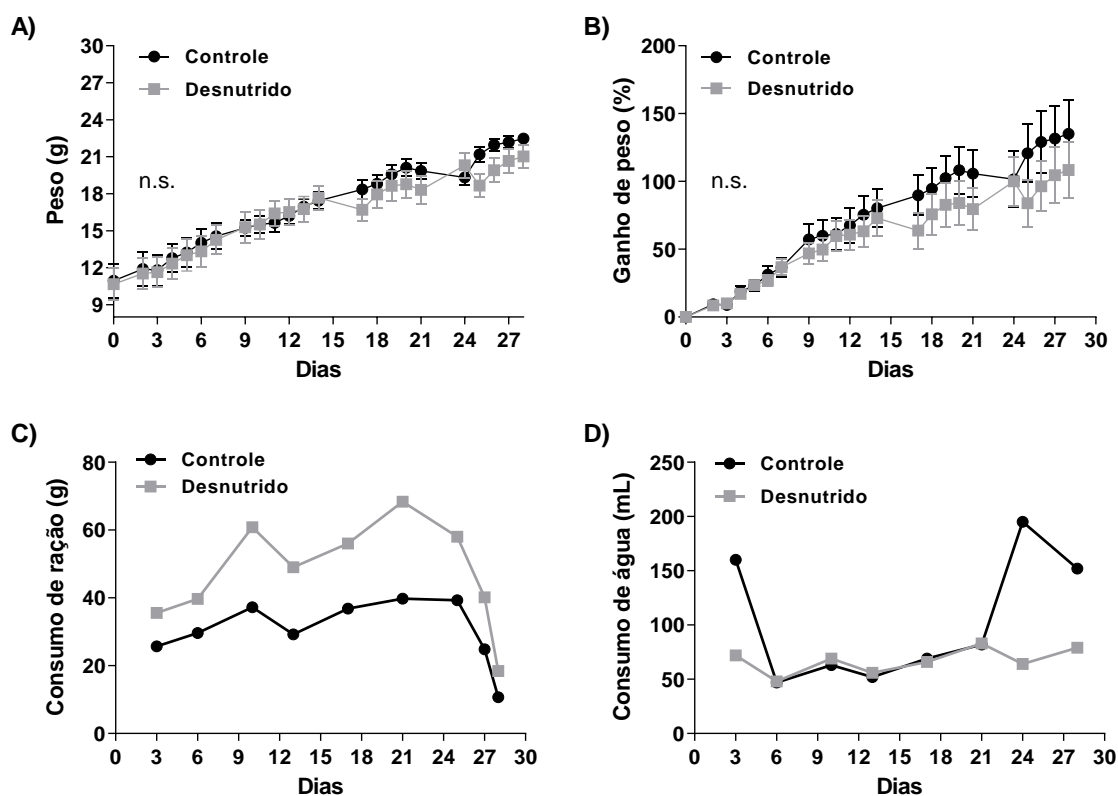 A)
Peso (g)
30
27
24
21
18
15
12
9
Controle
Desnutrido
n.s.
0 3 6 9 12 15 18 21 24 27
Dias
B)
Ganho de peso (%)
200
150
100
50
0
Controle
Desnutrido
n.s.
0 3 6 9 12 15 18 21 24 27 30
Dias
C)
Consumo de ração (g)
80
60
40
20
0
Controle
Desnutrido
0 3 6 9 12 15 18 21 24 27 30
Dias
D)
Consumo de água (mL)
250
200
150
100
50
0
Controle
Desnutrido
0 3 6 9 12 15 18 21 24 27 30
Dias